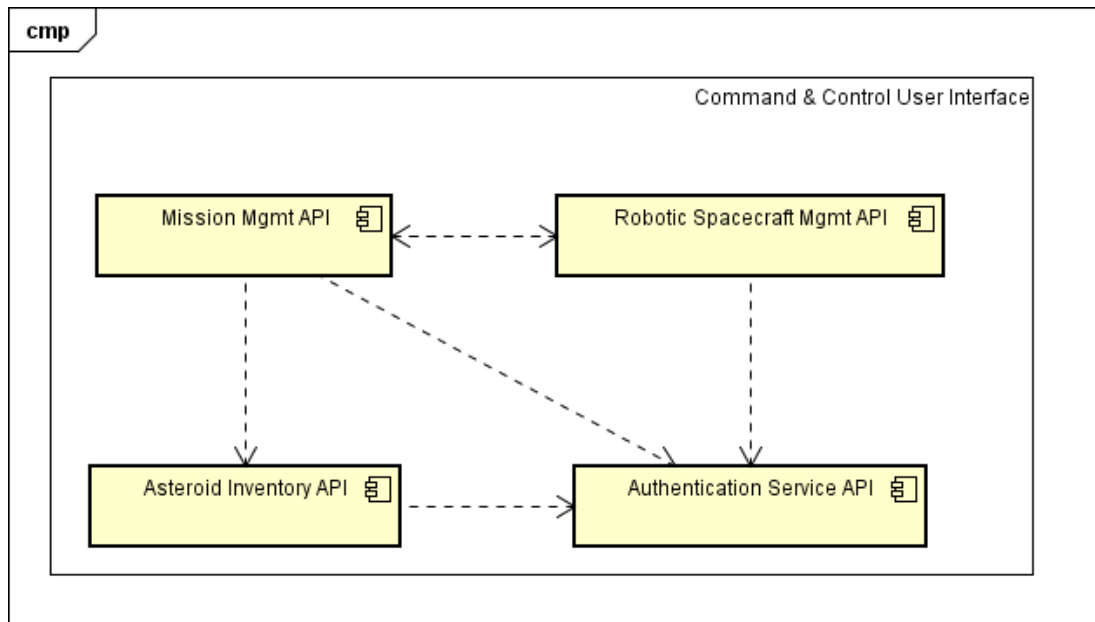 cmp
Command & Control User Interface
Mission Mgmt API
Robotic Spacecraft Mgmt API
Asteroid Inventory API
Authentication Service API